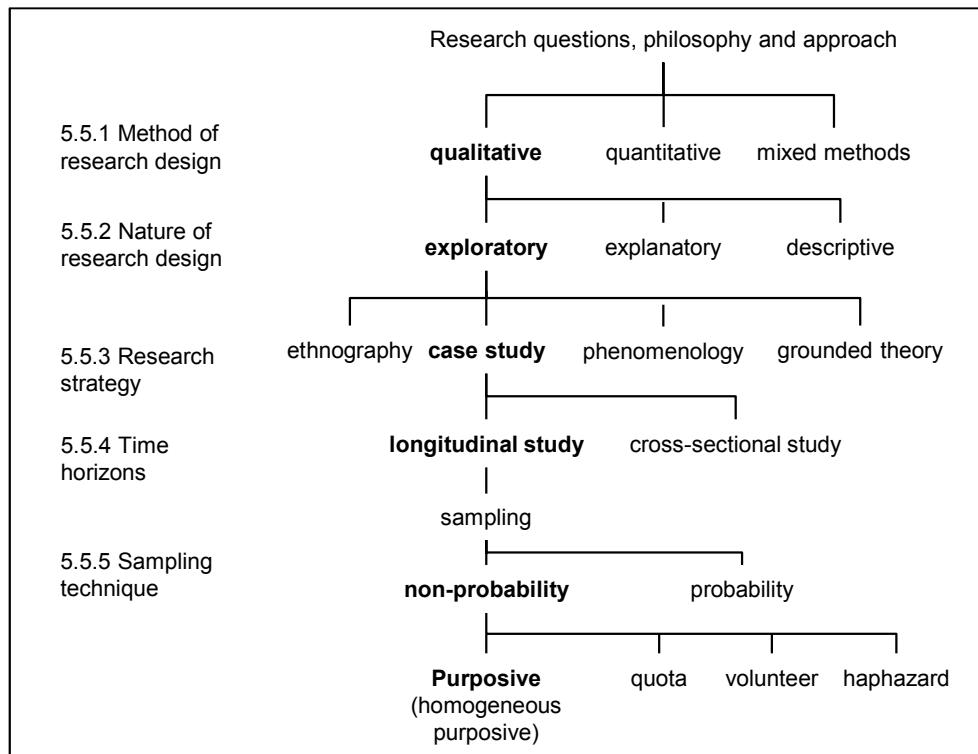 Research questions, philosophy and approach
5.5.1 Method of
research design
qualitative
quantitative
mixed methods
5.5.2 Nature of
research design
exploratory
explanatory
descriptive
5.5.3 Research
strategy
ethnography
case study
phenomenology
grounded theory
5.5.4 Time
horizons
longitudinal study
cross-sectional study
sampling
5.5.5 Sampling
technique
non-probability
probability
Purposive
(homogeneous
purposive)
quota
volunteer
haphazard